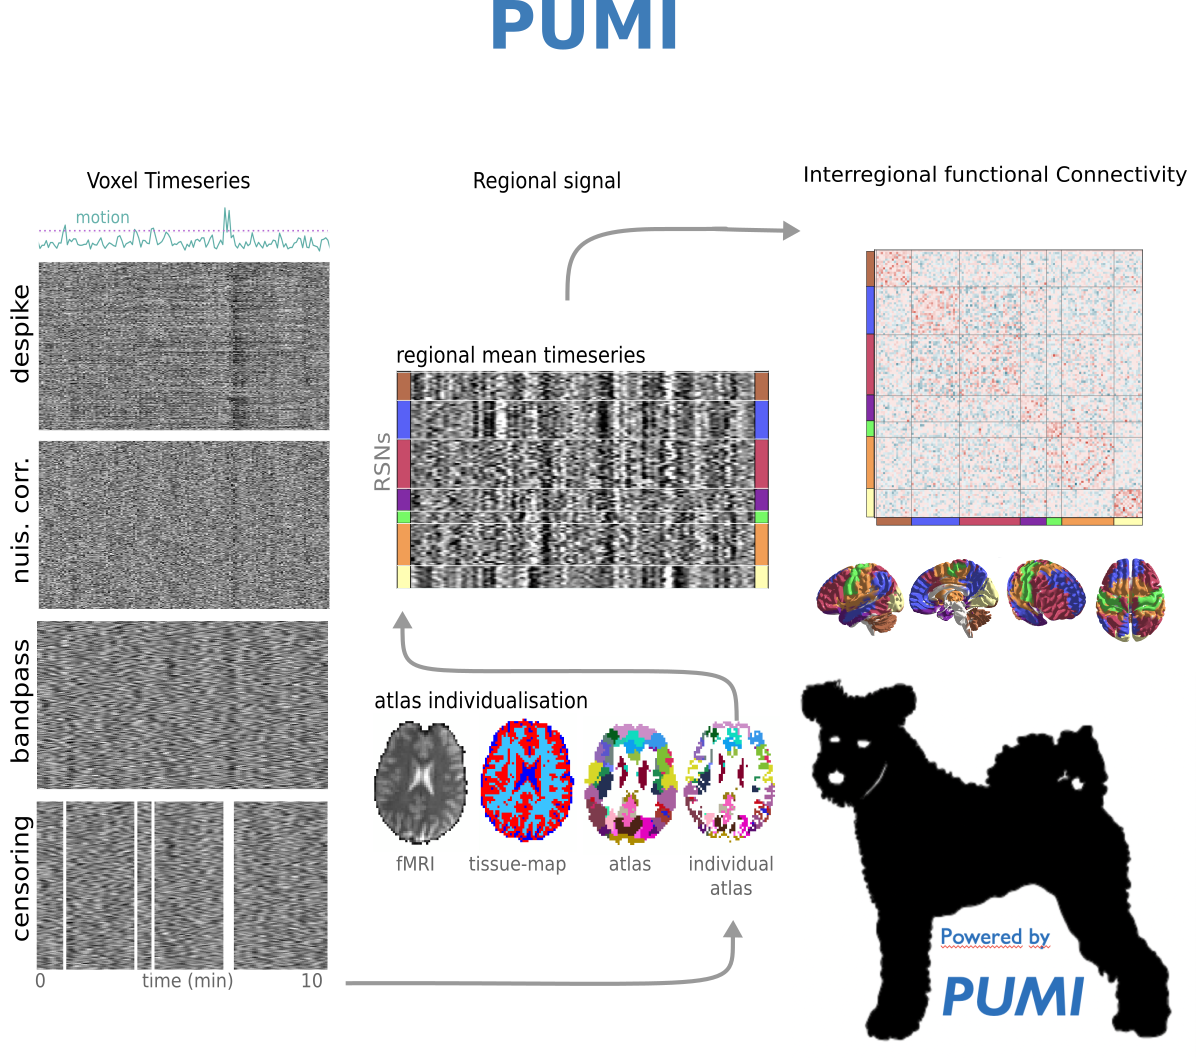 PUMI
Voxel Timeseries
motion
despike
nuis. corr.
bandpass
censoring
0 time (min) 10
Regional signal
regional mean timeseries
RSNs
atlas individualisation
fMRI tissue-map atlas individual
atlas
Interregional functional Connectivity
Powered by
PUMI